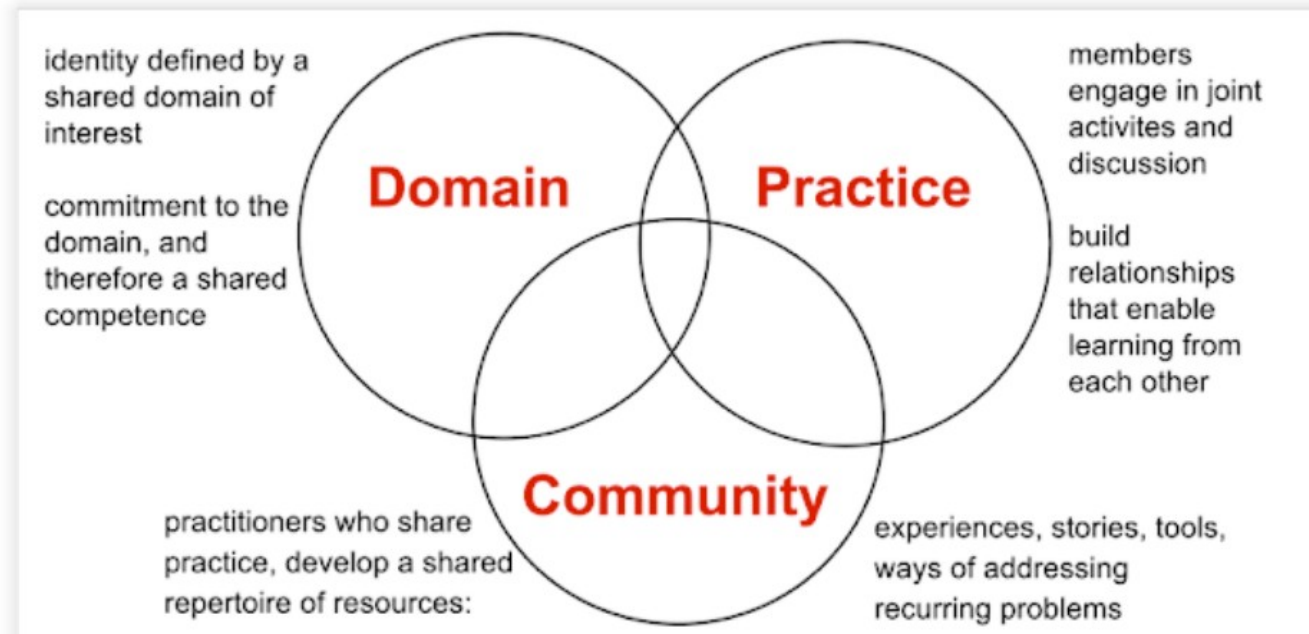 identity defined by a
shared domain of
interest
commitment to the
domain, and
therefore a shared
competence
Domain
Practice
members
engage in joint
activites and
discussion
build
relationships
that enable
learning from
each other
Community
practitioners who share
practice, develop a shared
repertoire of resources:
experiences, stories, tools,
ways of addressing
recurring problems